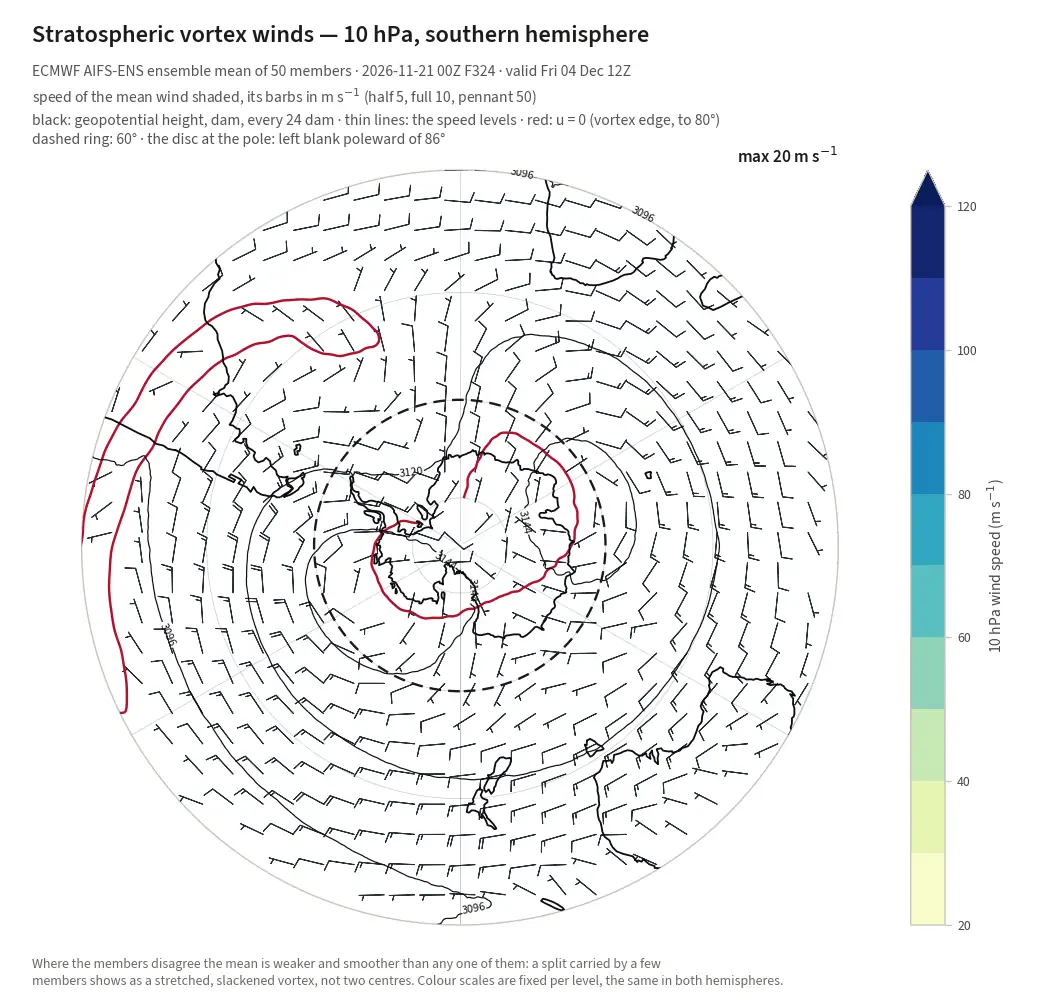 Stratospheric vortex winds — 10 hPa, southern hemisphere
ECMWF AIFS-ENS ensemble mean of 50 members · 2026-11-21 00Z F324 · valid Fri 04 Dec 12Z
speed of the mean wind shaded, its barbs in m s⁻¹ (half 5, full 10, pennant 50)
black: geopotential height, dam, every 24 dam · thin lines: the speed levels · red: u = 0 (vortex edge, to 80°)
dashed ring: 60° · the disc at the pole: left blank poleward of 86°
max 20 m s⁻¹
3096
3096
120
100
80
60
40
20
10 hPa wind speed (m s⁻¹)
3120
3144
3096
3096
Where the members disagree the mean is weaker and smoother than any one of them: a split carried by a few
members shows as a stretched, slackened vortex, not two centres. Colour scales are fixed per level, the same in both hemispheres.